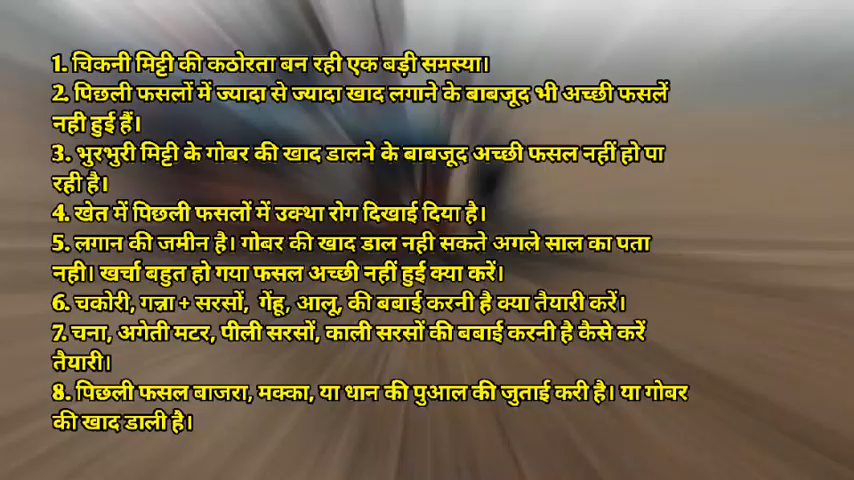 1. चिकनी मिट्टी की कठोरता बन रही एक बड़ी समस्या।
2. पिछली फसलों में ज्यादा से ज्यादा खाद लगाने के बाबजूद भी अच्छी फसलें
नही हुई हैं।
3. भुरभुरी मिट्टी के गोबर की खाद डालने के बाबजूद अच्छी फसल नहीं हो पा
रही है।
4. खेत में पिछली फसलों में उक्था रोग दिखाई दिया है।
5. लगान की जमीन है। गोबर की खाद डाल नही सकते अगले साल का पता
नही। खर्चा बहुत हो गया फसल अच्छी नहीं हुई क्या करें।
6. चकोरी, गन्ना + सरसों, गेंहू, आलू, की बबाई करनी है क्या तैयारी करें।
7. चना, अगेती मटर, पीली सरसों, काली सरसों की बबाई करनी है कैसे करें
तैयारी।
8. पिछली फसल बाजरा, मक्का, या धान की पुआल की जुताई करी है। या गोबर
की खाद डाली है।